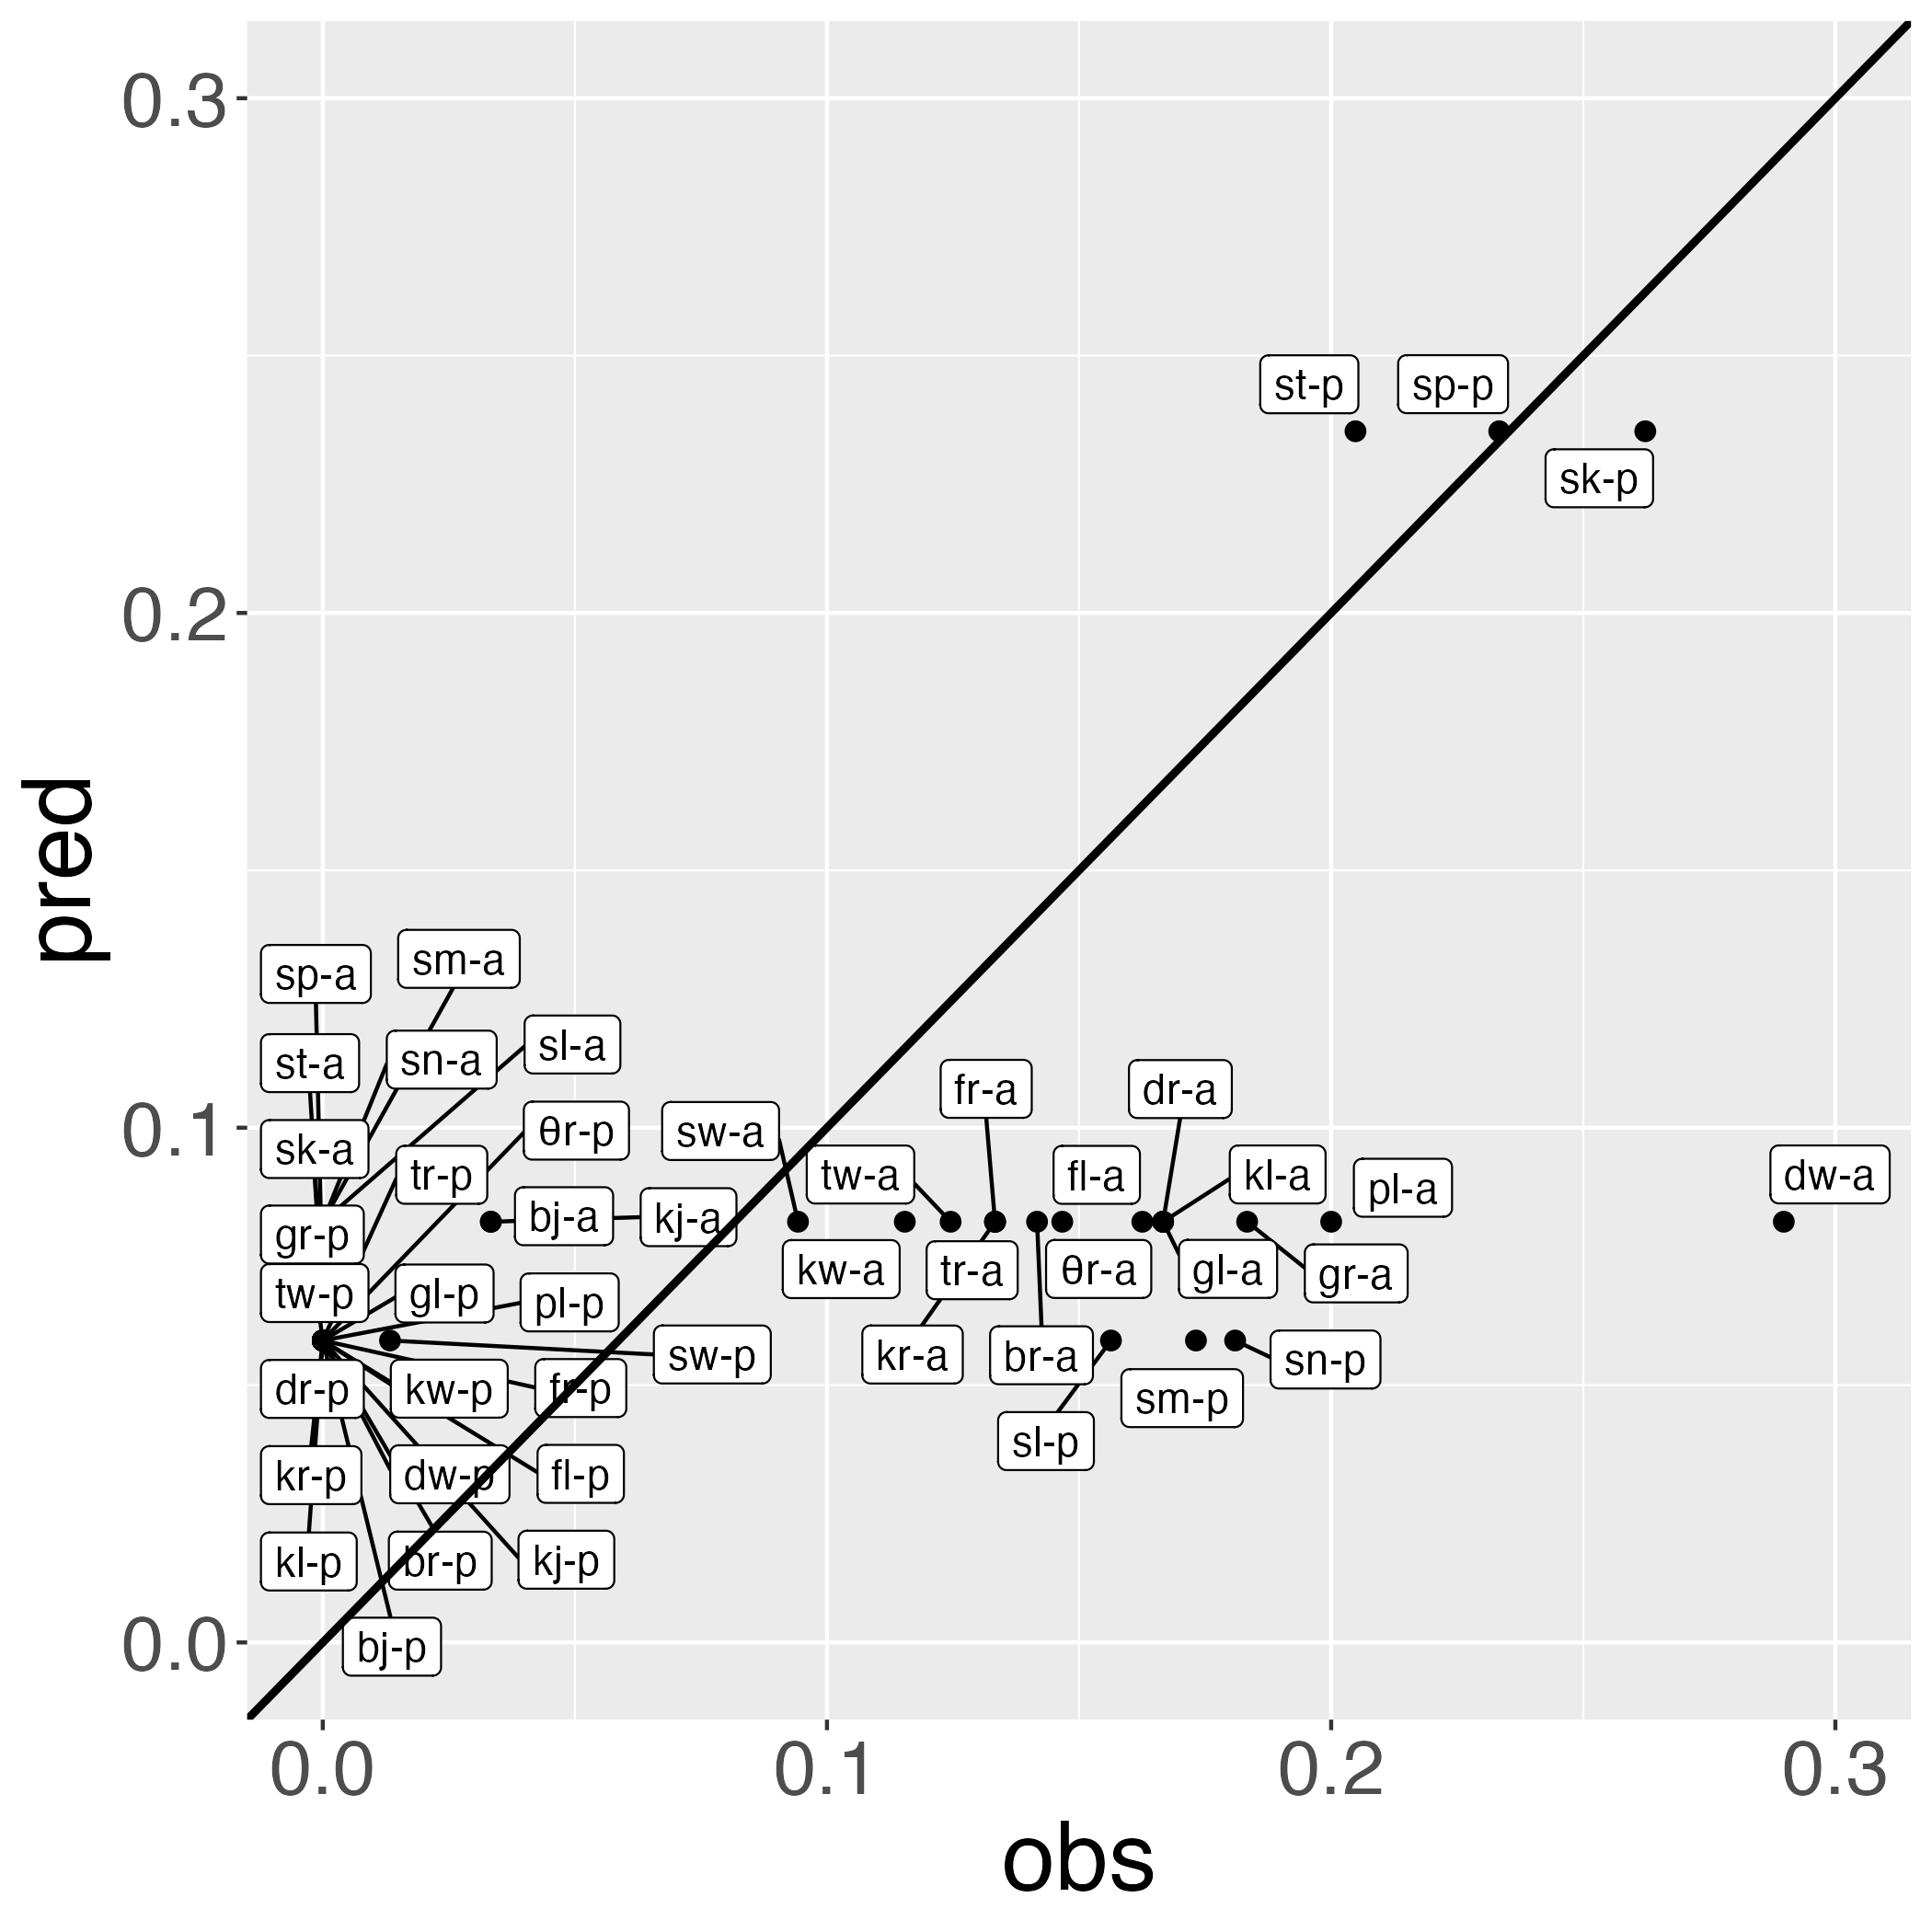 0.3
st-p
sp-p
sk-p
0.2
pred
sp-a
sm-a
st-a
sn-a
sl-a
fr-a
dr-a
0.1
sk-a
θr-p
sw-a
tr-p
tw-a
fl-a
kl-a
pl-a
dw-a
gr-p
bj-a
kj-a
kw-a
tr-a
θr-a
gl-a
gr-a
tw-p
gl-p
pl-p
sw-p
kr-a
br-a
sn-p
dr-p
kw-p
fr-p
sm-p
sl-p
kr-p
dw-p
fl-p
kl-p
br-p
kj-p
0.0
bj-p
0.0
0.1
0.2
0.3
obs